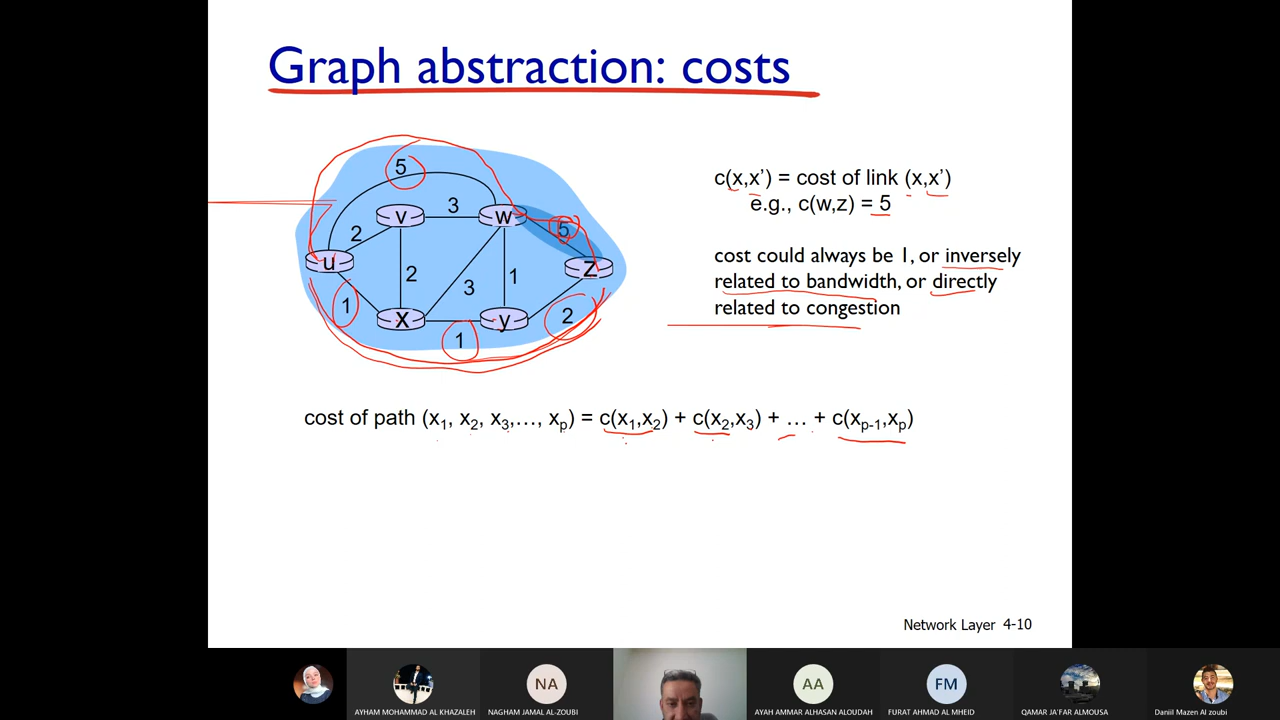 Graph abstraction: costs
5
v
3
w
5
2
u
2
3
1
z
1
x
1
y
2
c(x,x’) = cost of link (x,x’)
e.g., c(w,z) = 5
cost could always be 1, or inversely
related to bandwidth, or directly
related to congestion
cost of path (x1, x2, x3,…, xp) = c(x1,x2) + c(x2,x3) + … + c(xp-1,xp)
Network Layer 4-10
NA
AA
FM
AYHAM MOHAMMAD AL KHAZALEH
NAGHAM JAMAL AL-ZOUBI
AYAH AMMAR ALHASAN ALOUDAH
FURAT AHMAD AL MHEID
QAMAR JA'FAR ALMOUSA
Daniil Mazen Al zoubi